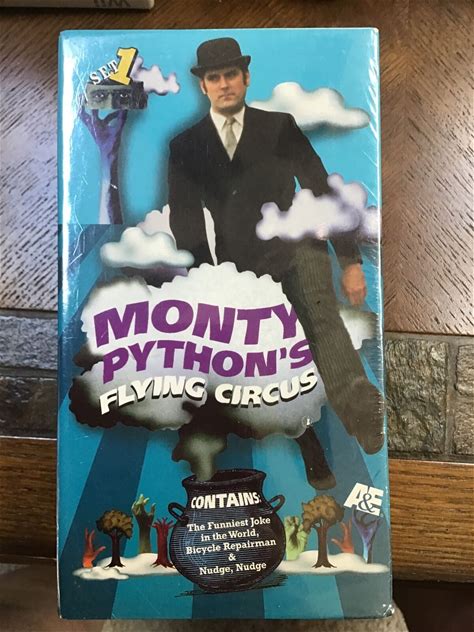 SET 1
MONTY
PYTHON'S
FLYING CIRCUS
CONTAINS:
The Funniest Joke
in the World,
Bicycle Repairman
&
Nudge, Nudge
A&E